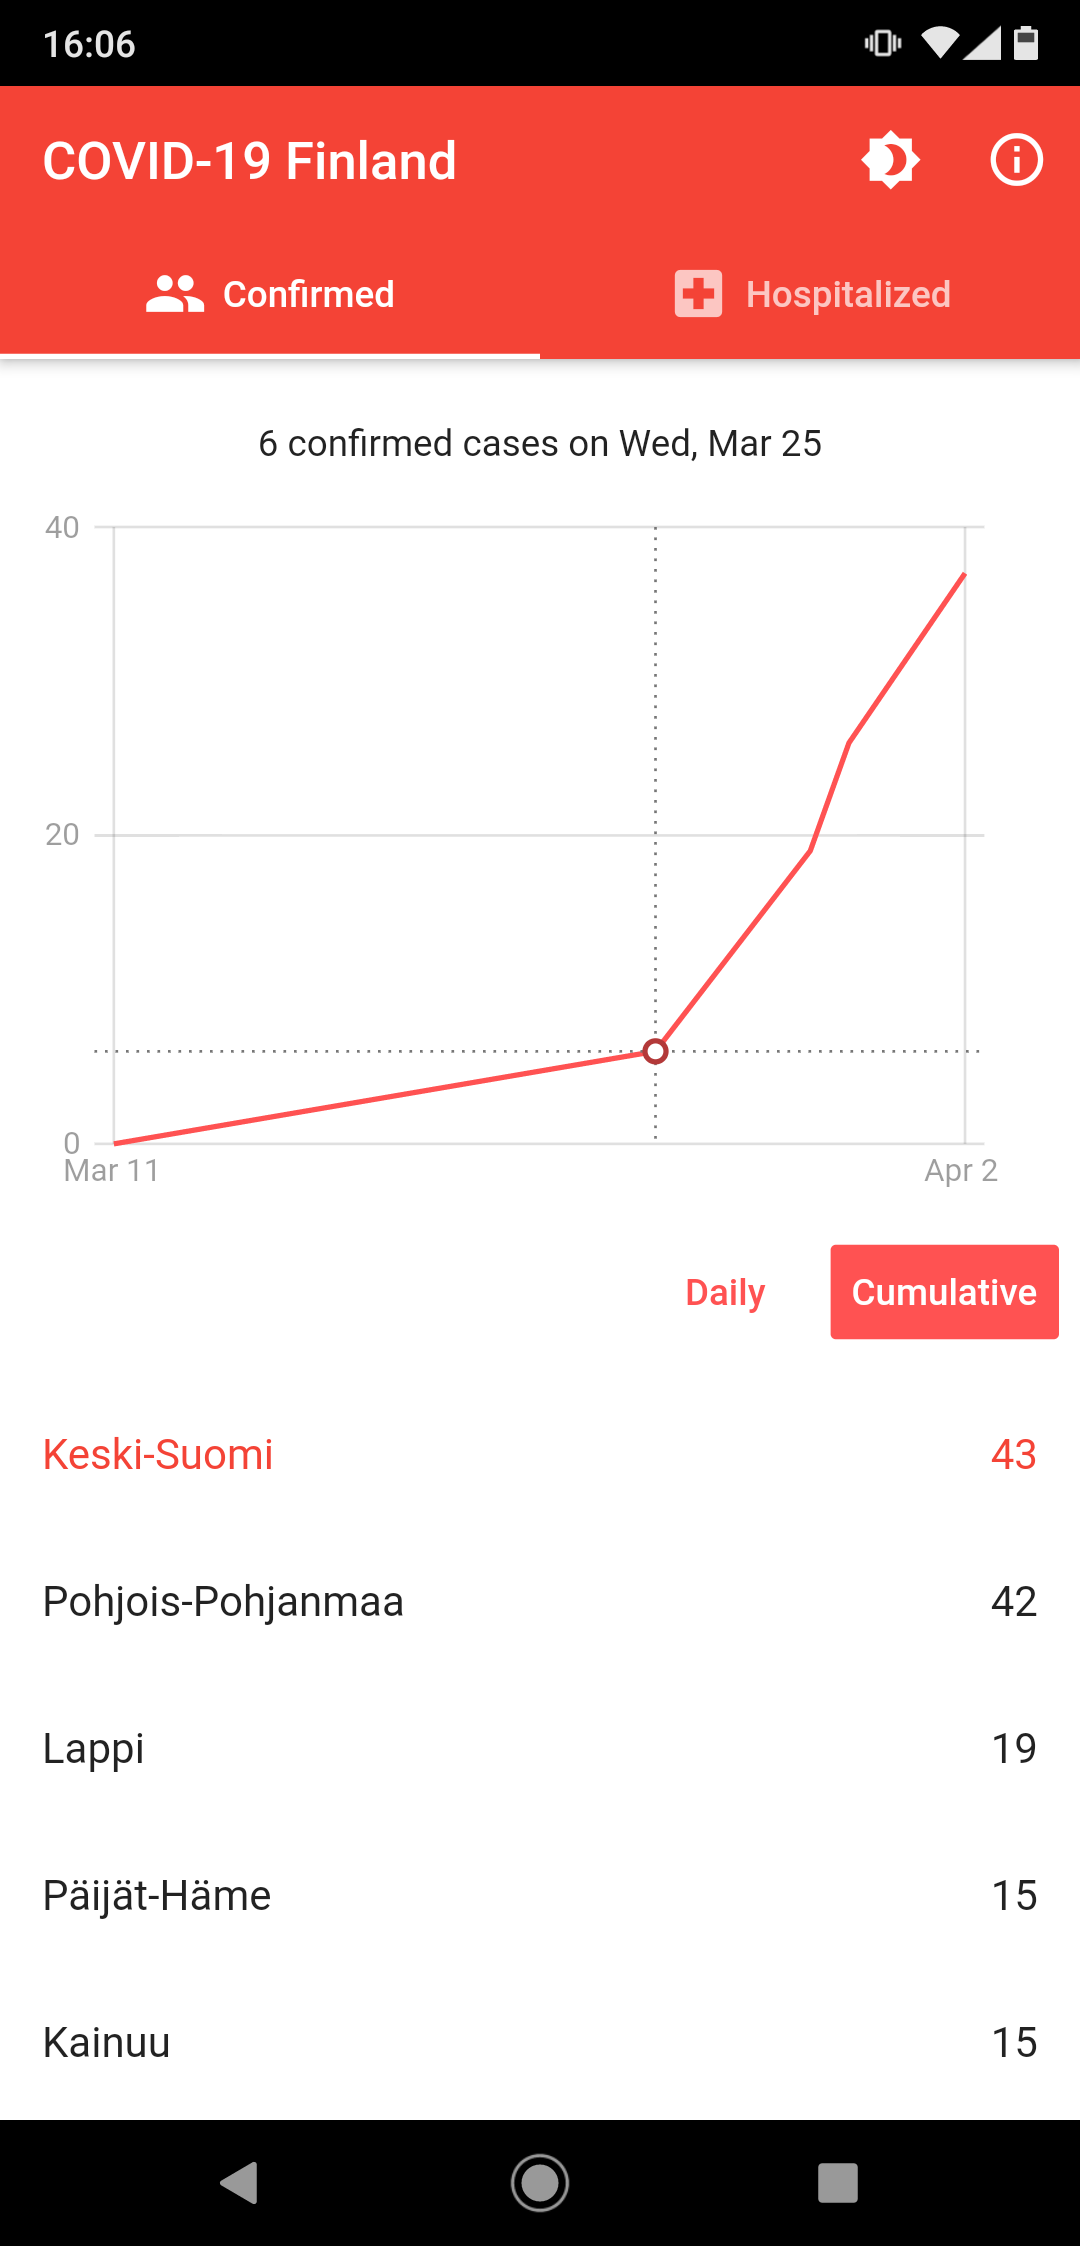 16:06
COVID-19 Finland
Confirmed
Hospitalized
6 confirmed cases on Wed, Mar 25
40
20
0
Mar 11
Apr 2
Daily
Cumulative
Keski-Suomi 43
Pohjois-Pohjanmaa 42
Lappi 19
Päijät-Häme 15
Kainuu 15